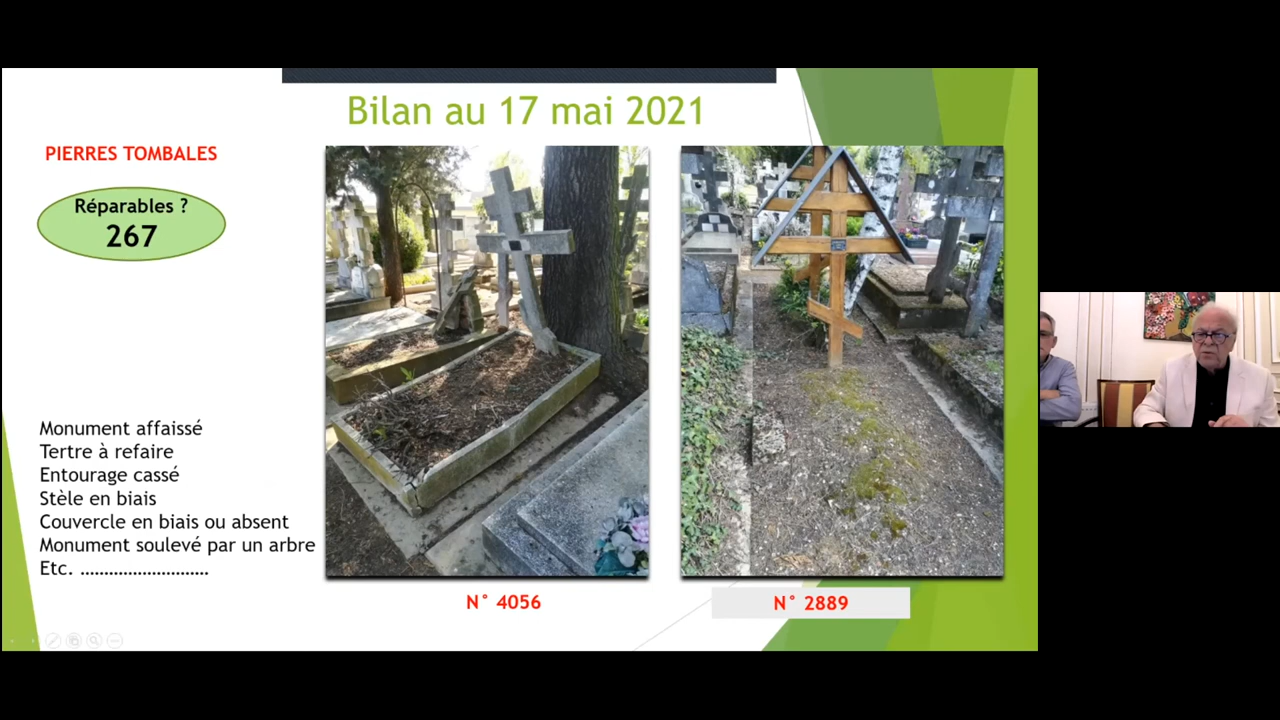 Bilan au 17 mai 2021
PIERRES TOMBALES
Réparables ?
267
Monument affaissé
Tertre à refaire
Entourage cassé
Stèle en biais
Couvercle en biais ou absent
Monument soulevé par un arbre
Etc. ...........................
N° 4056
N° 2889